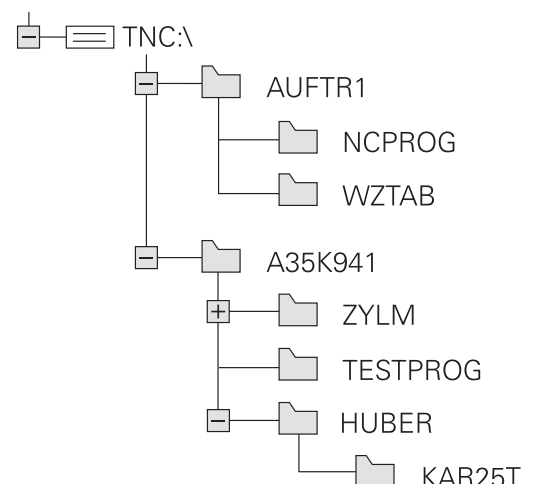 TNC:\
AUFTR1
NCPROG
WZTAB
A35K941
ZYLM
TESTPROG
HUBER
KAR25T